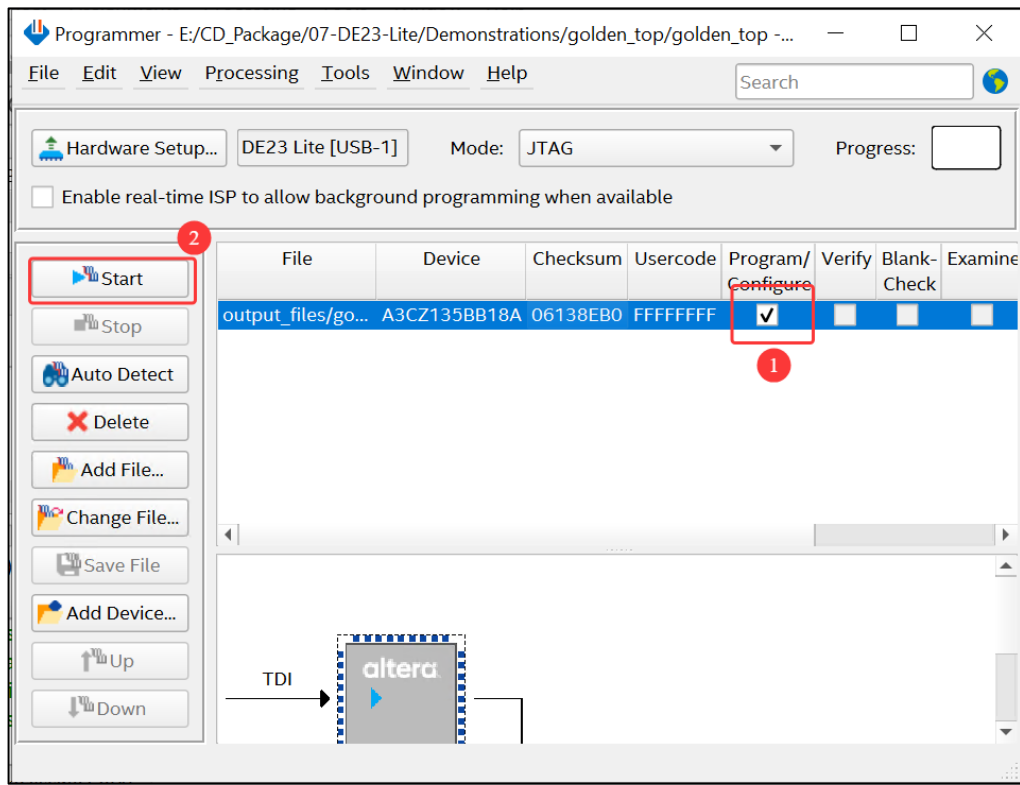 Programmer - E:/CD_Package/07-DE23-Lite/Demonstrations/golden_top/golden_top -...
File Edit View Processing Tools Window Help
Search
Hardware Setup... DE23 Lite [USB-1] Mode: JTAG Progress:
Enable real-time ISP to allow background programming when available
2
Start
Stop
Auto Detect
Delete
Add File...
Change File...
Save File
Add Device...
Up
Down
File Device Checksum Usercode Program/ Verify Blank- Examine
Configure Check
output_files/go... A3CZ135BB18A 06138EB0 FFFFFFFF
1
TDI
altera